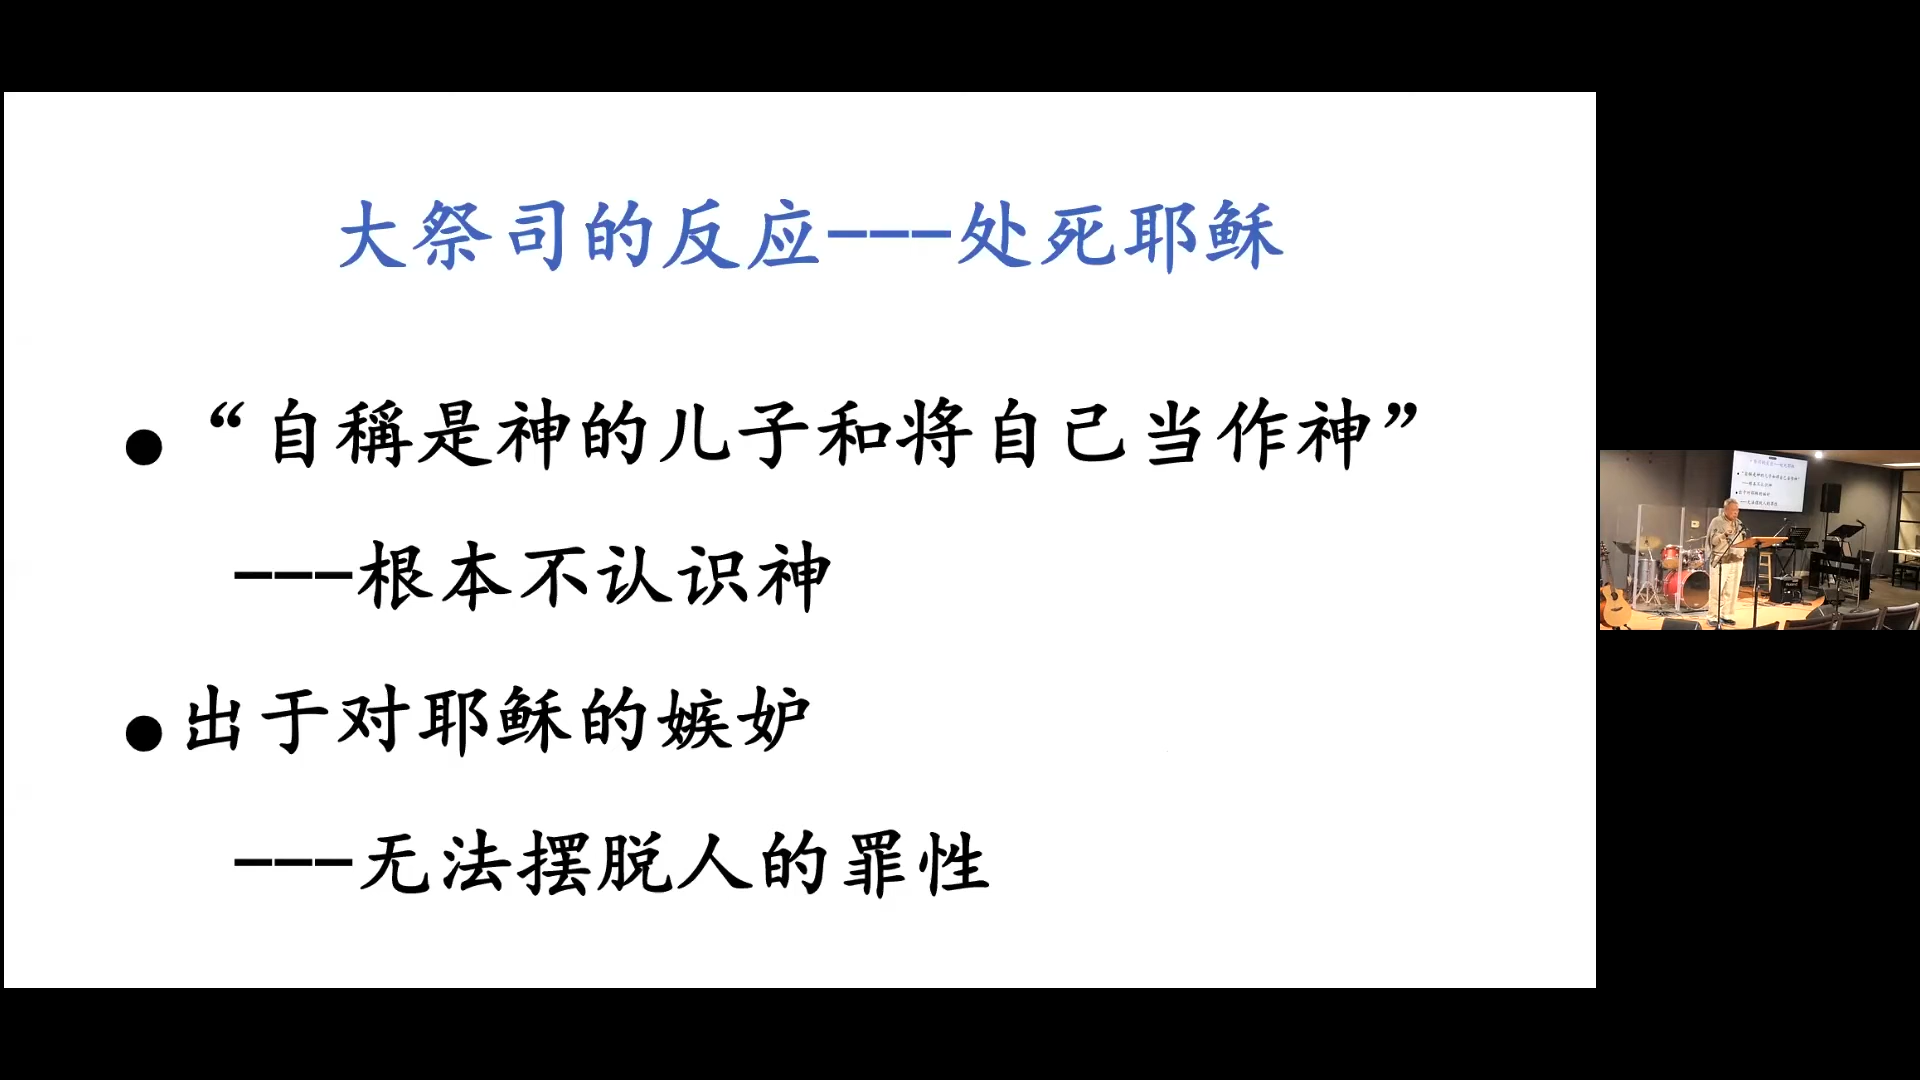 大祭司的反应---处死耶稣
●“自稱是神的儿子和将自己当作神”
---根本不认识神
●出于对耶稣的嫉妒
---无法摆脱人的罪性